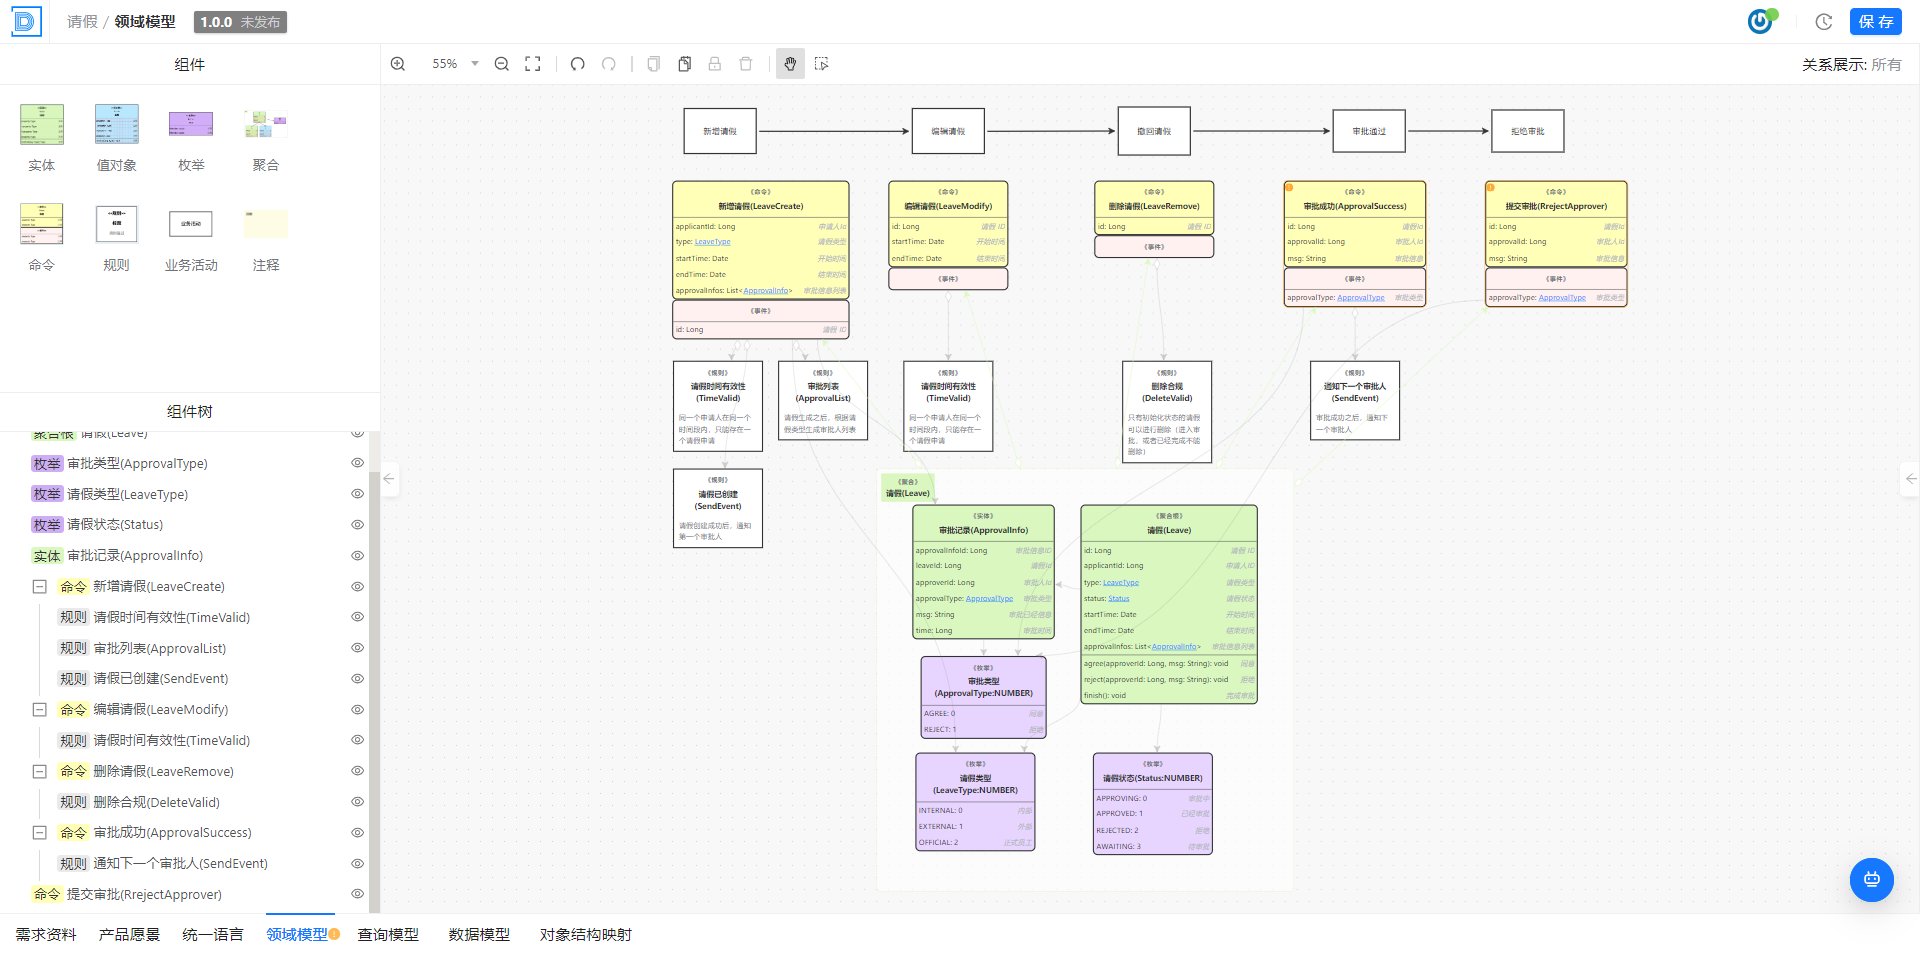 请假 / 领域模型 1.0.0 未发布
保 存
组件
55%
关系展示: 所有
实体
值对象
枚举
聚合
命令
规则
业务活动
注释
组件树
聚合根 请假(Leave)
枚举 审批类型(ApprovalType)
枚举 请假类型(LeaveType)
枚举 请假状态(Status)
实体 审批记录(ApprovalInfo)
命令 新增请假(LeaveCreate)
规则 请假时间有效性(TimeValid)
规则 审批列表(ApprovalList)
规则 请假已创建(SendEvent)
命令 编辑请假(LeaveModify)
规则 请假时间有效性(TimeValid)
命令 删除请假(LeaveRemove)
规则 删除合规(DeleteValid)
命令 审批成功(ApprovalSuccess)
规则 通知下一个审批人(SendEvent)
命令 提交审批(RrejectApprover)
新增请假
编辑请假
撤回请假
审批通过
拒绝审批
《命令》
新增请假(LeaveCreate)
applicantId: Long 申请人Id
type: LeaveType 请假类型
startTime: Date 开始时间
endTime: Date 结束时间
approvalInfos: List<ApprovalInfo> 审批信息列表
《事件》
id: Long 请假 ID
《命令》
编辑请假(LeaveModify)
id: Long 请假 ID
startTime: Date 开始时间
endTime: Date 结束时间
《事件》
《命令》
删除请假(LeaveRemove)
id: Long 请假 ID
《事件》
《命令》
审批成功(ApprovalSuccess)
id: Long 请假Id
approvalId: Long 审批人Id
msg: String 审批信息
《事件》
approvalType: ApprovalType 审批类型
《命令》
提交审批(RrejectApprover)
id: Long 请假Id
approvalId: Long 审批人Id
msg: String 审批信息
《事件》
approvalType: ApprovalType 审批类型
《规则》
请假时间有效性
(TimeValid)
同一个申请人在同一个
时间段内，只能存在一
个请假申请
《规则》
审批列表
(ApprovalList)
请假生成之后，根据请
假类型生成审批人列表
《规则》
请假时间有效性
(TimeValid)
同一个申请人在同一个
时间段内，只能存在一
个请假申请
《规则》
删除合规
(DeleteValid)
只有初始化状态的请假
可以进行删除（进入审
批，或者已经完成不能
删除）
《规则》
通知下一个审批人
(SendEvent)
审批成功之后，通知下
一个审批人
《规则》
请假已创建
(SendEvent)
请假创建成功后，通知
第一个审批人
《聚合》
请假(Leave)
《实体》
审批记录(ApprovalInfo)
approvalInfoId: Long 审批信息ID
leaveId: Long 请假Id
approverId: Long 审批人Id
approvalType: ApprovalType 审批类型
msg: String 审批已经信息
time: Long 审批时间
《聚合根》
请假(Leave)
id: Long 请假 ID
applicantId: Long 申请人ID
type: LeaveType 请假类型
status: Status 请假状态
startTime: Date 开始时间
endTime: Date 结束时间
approvalInfos: List<ApprovalInfo> 审批信息列表
agree(approverId: Long, msg: String): void 同意
reject(approverId: Long, msg: String): void 拒绝
finish(): void 完成审批
《枚举》
审批类型
(ApprovalType:NUMBER)
AGREE: 0 同意
REJECT: 1 拒绝
《枚举》
请假类型
(LeaveType:NUMBER)
INTERNAL: 0 内部
EXTERNAL: 1 外部
OFFICIAL: 2 正式员工
《枚举》
请假状态(Status:NUMBER)
APPROVING: 0 审批中
APPROVED: 1 已经审批
REJECTED: 2 拒绝
AWAITING: 3 待审批
需求资料 产品愿景 统一语言 领域模型 查询模型 数据模型 对象结构映射